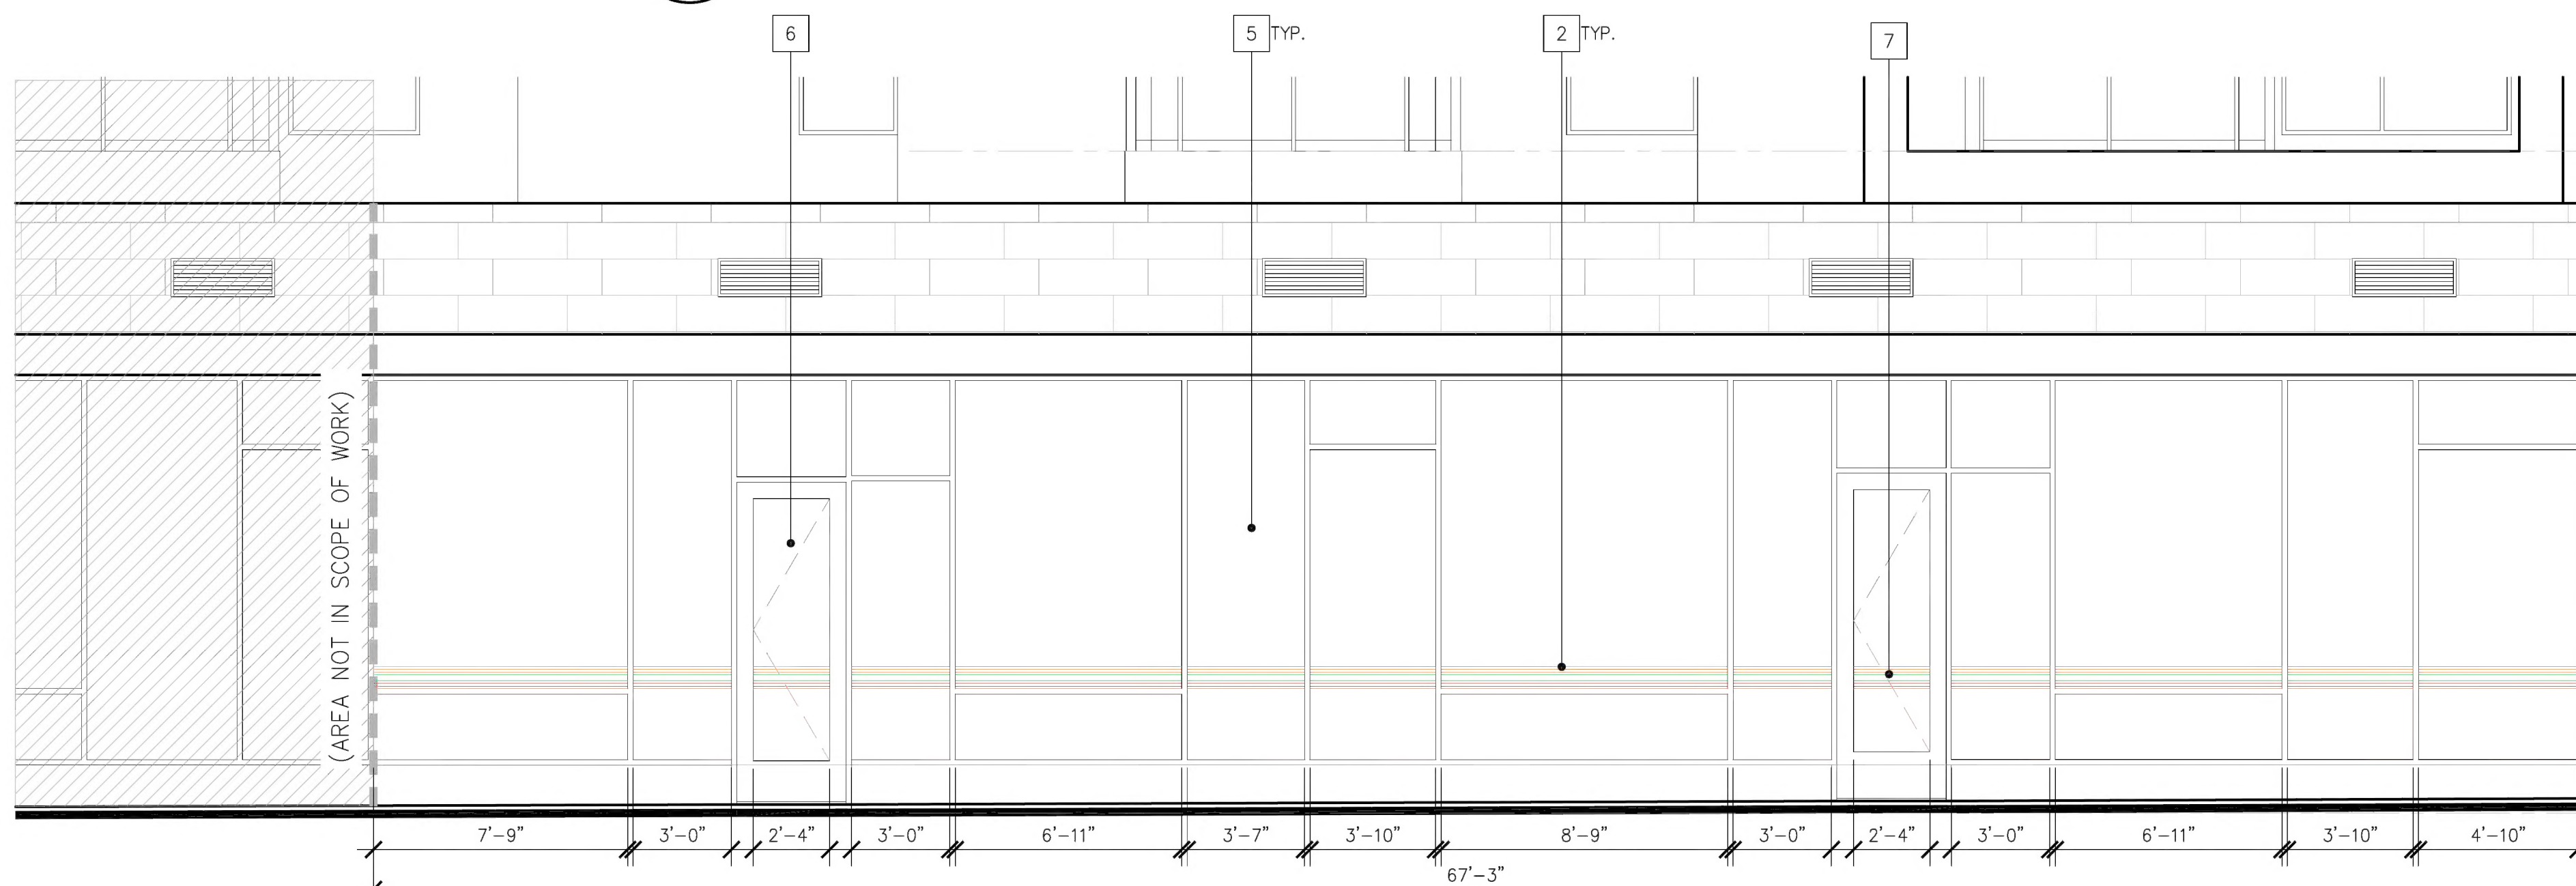 6
5 TYP.
2 TYP.
7
(AREA NOT IN SCOPE OF WORK)
7'-9" 3'-0" 2'-4" 3'-0" 6'-11" 3'-7" 3'-10" 8'-9" 3'-0" 2'-4" 3'-0" 6'-11" 3'-10" 4'-10"
67'-3"